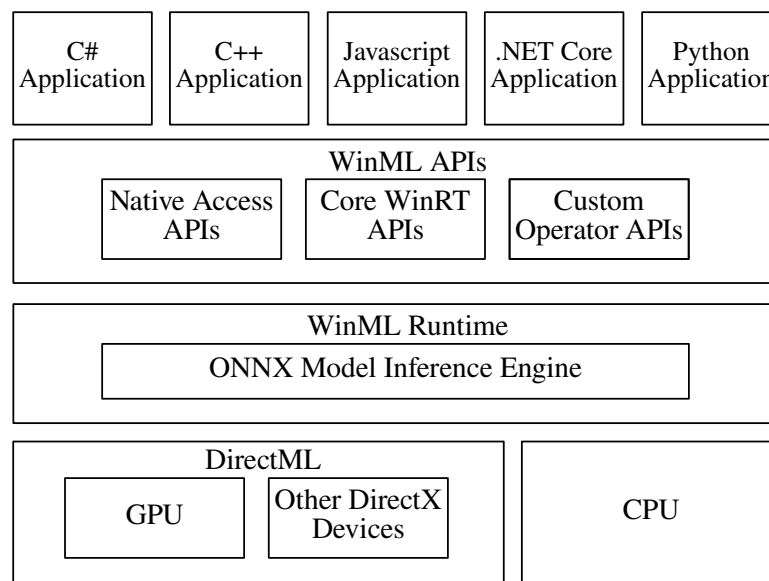 C#
Application
C++
Application
Javascript
Application
.NET Core
Application
Python
Application
WinML APIs
Native Access
APIs
Core WinRT
APIs
Custom
Operator APIs
WinML Runtime
ONNX Model Inference Engine
DirectML
GPU
Other DirectX
Devices
CPU